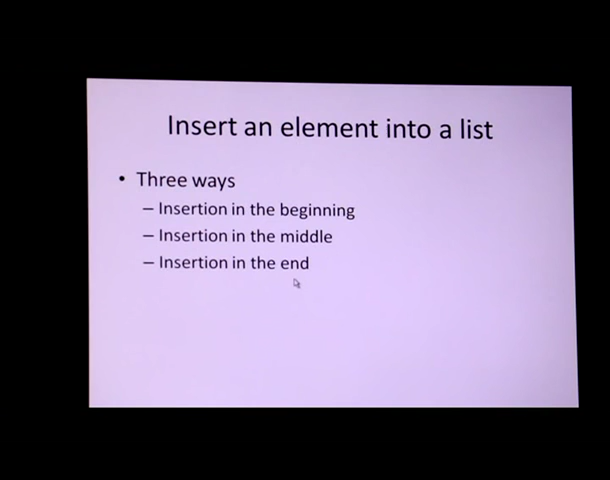 Insert an element into a list
• Three ways
– Insertion in the beginning
– Insertion in the middle
– Insertion in the end